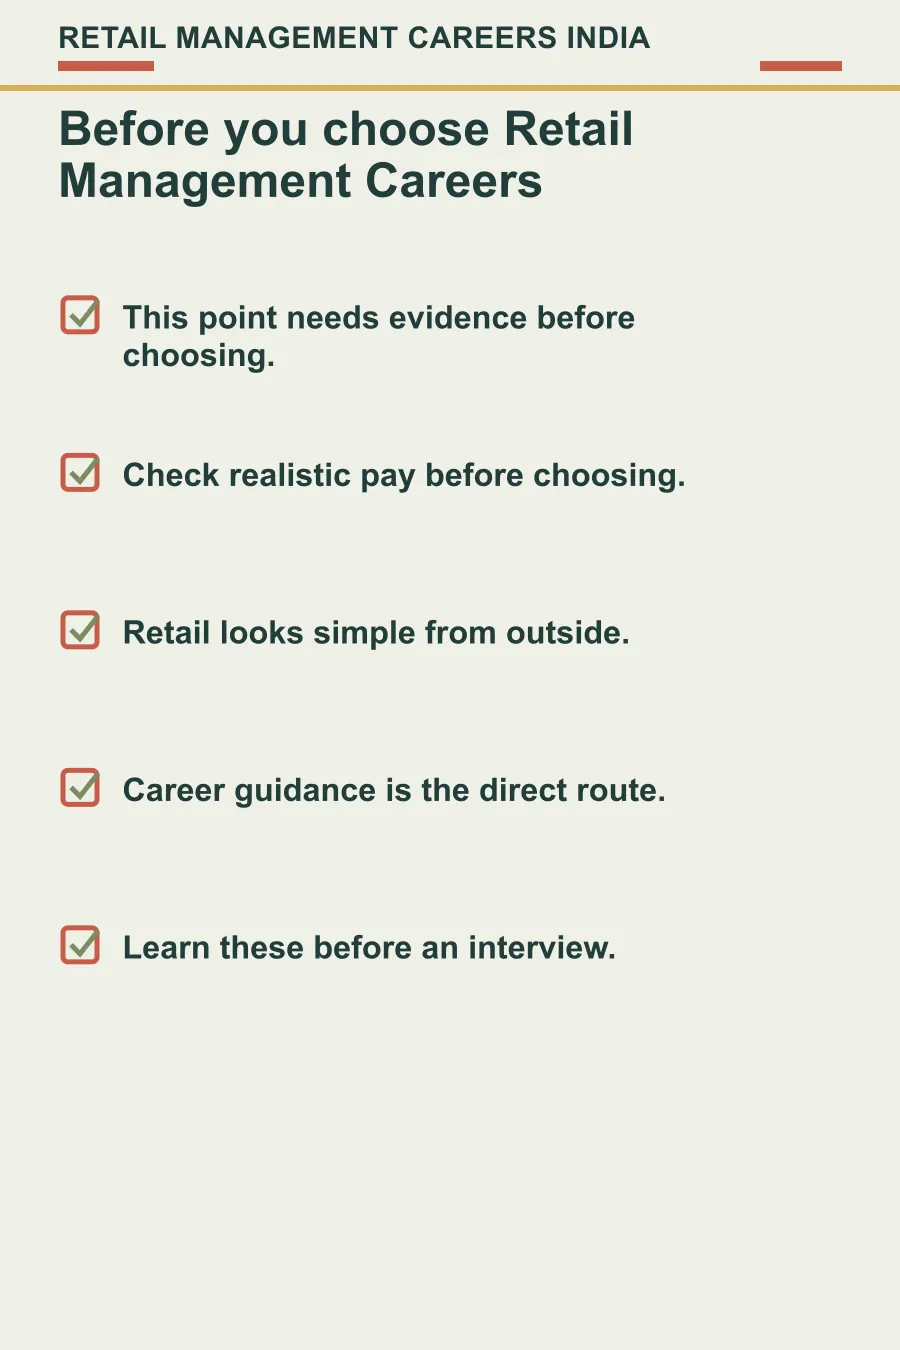 RETAIL MANAGEMENT CAREERS INDIA
Before you choose Retail
Management Careers
This point needs evidence before
choosing.
Check realistic pay before choosing.
Retail looks simple from outside.
Career guidance is the direct route.
Learn these before an interview.